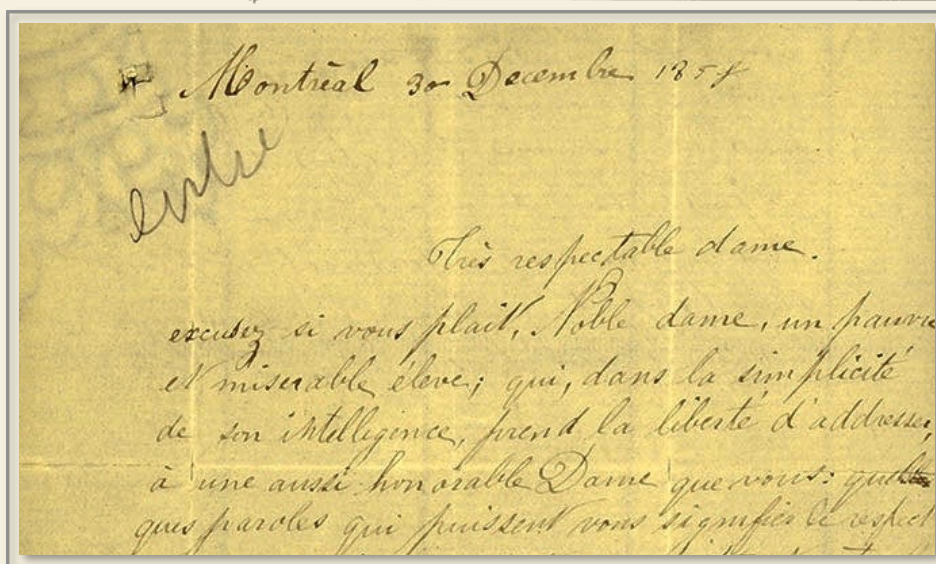 Montréal 30 Decembre 185
Très respectable dame.
excusez si vous plait, Noble dame, un pauvre
et miserable éleve; qui, dans la simplicité
de son intelligence, prend la liberté d'addresser,
à une aussi honorable Dame que vous: quel
ques paroles qui puissent vous signifier le respect